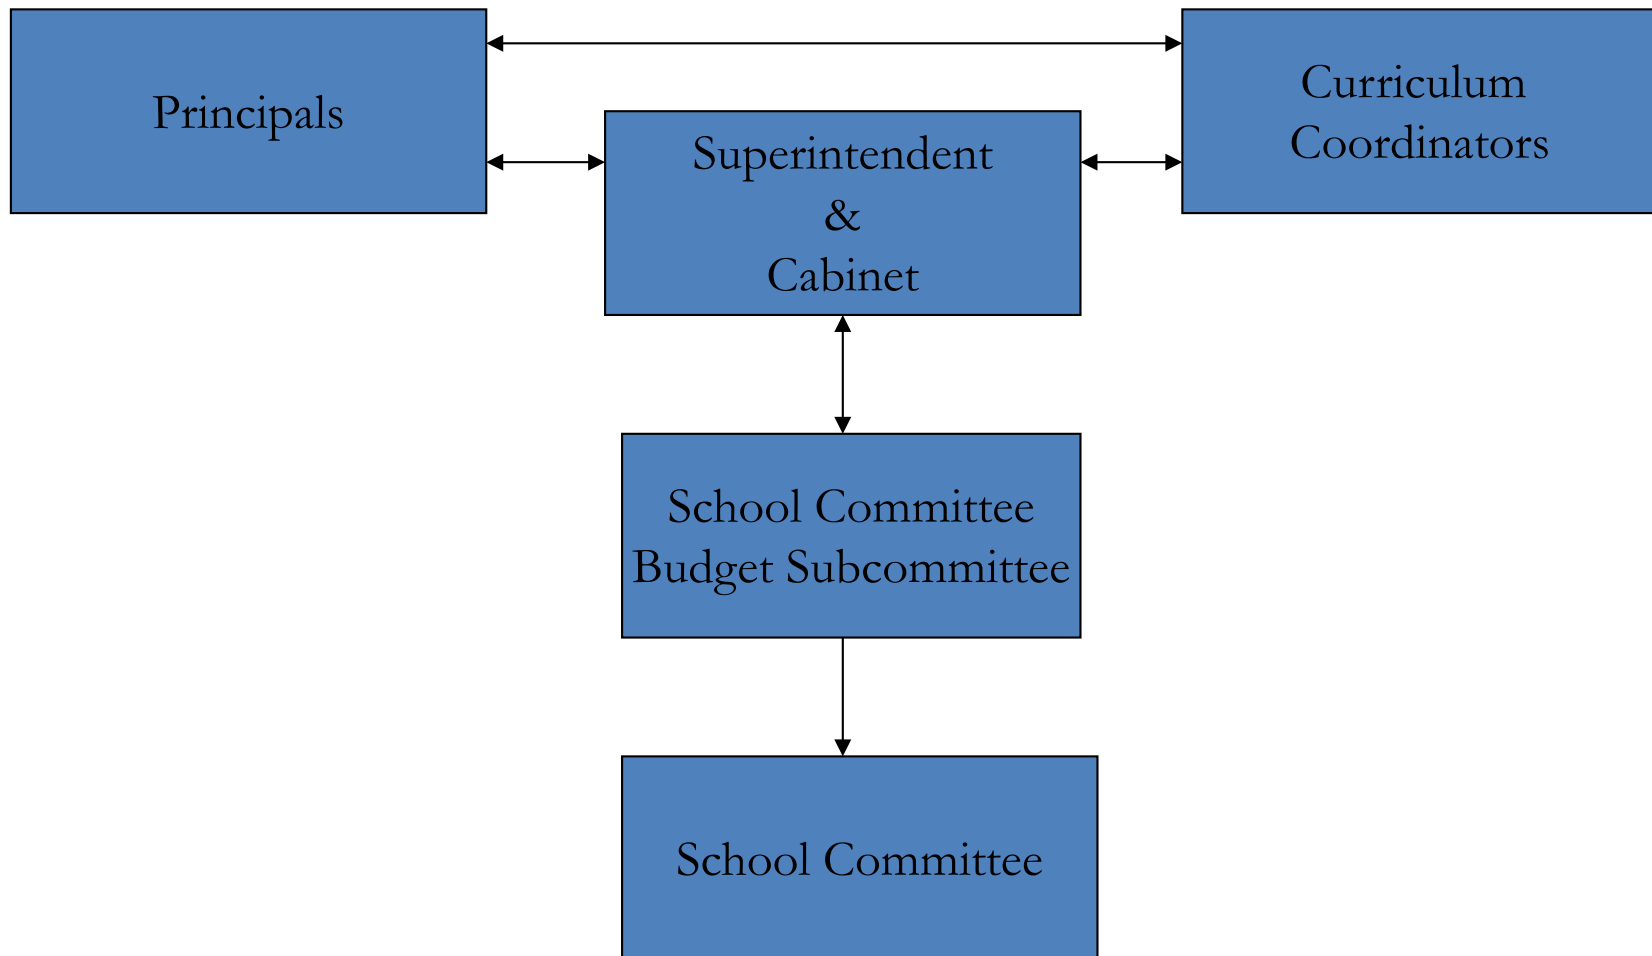 Principals
Curriculum
Coordinators
Superintendent
&
Cabinet
School Committee
Budget Subcommittee
School Committee